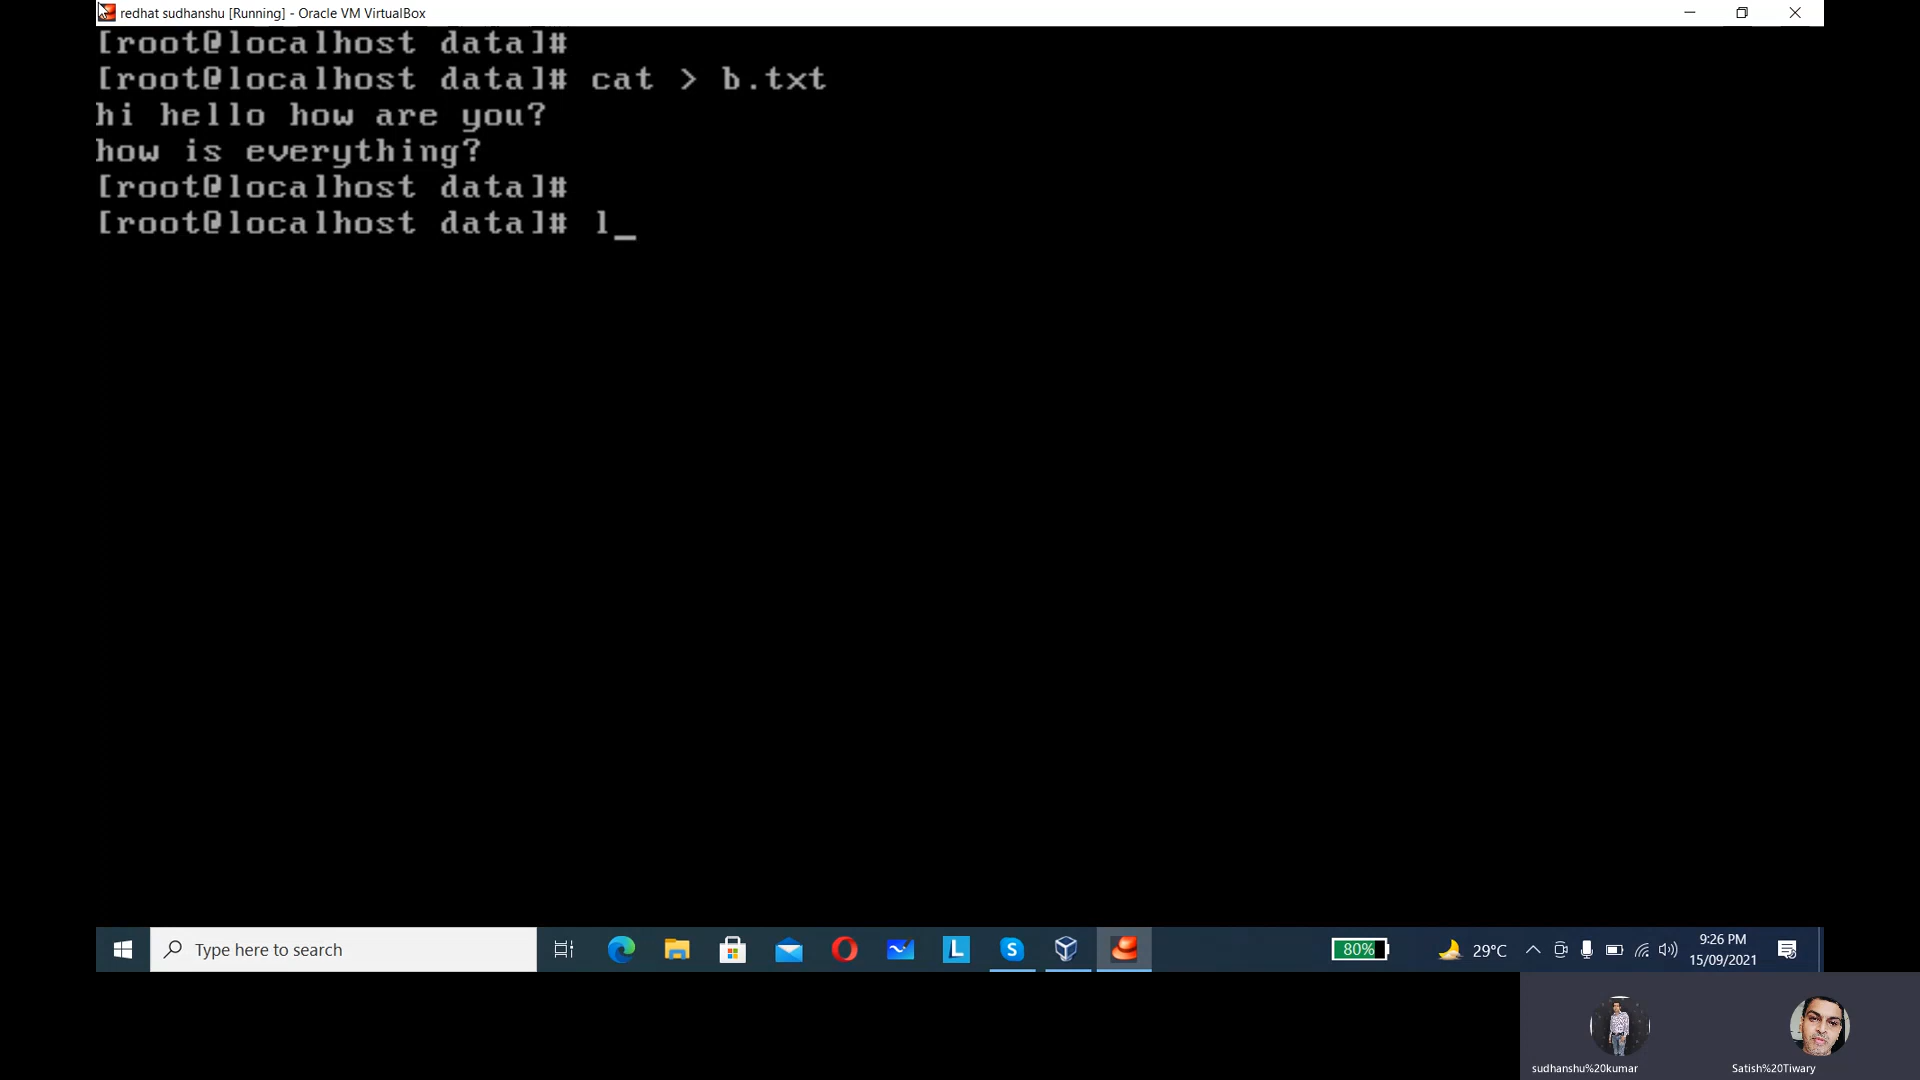 redhat sudhanshu [Running] - Oracle VM VirtualBox
[root@localhost data]#
[root@localhost data]# cat > b.txt
hi hello how are you?
how is everything?
[root@localhost data]#
[root@localhost data]# l_
Type here to search
L
S
80%
29°C
9:26 PM
15/09/2021
sudhanshu%20kumar
Satish%20Tiwary